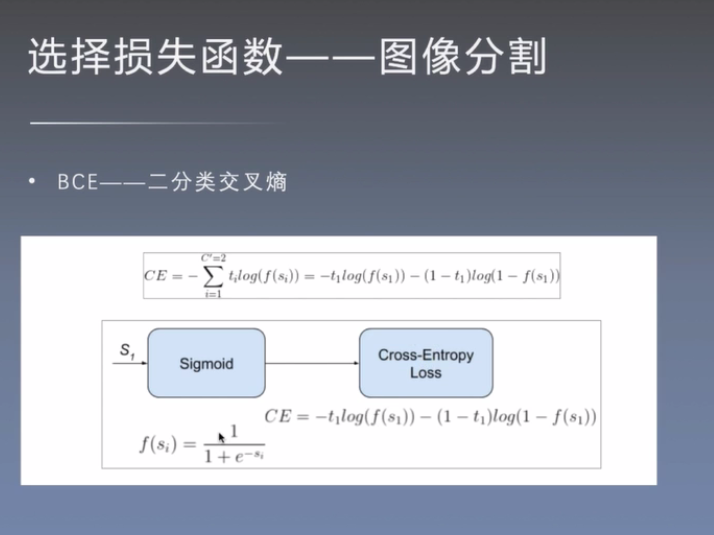 选择损失函数——图像分割
• BCE——二分类交叉熵
CE = -\sum_{i=1}^{C'=2} t_i log(f(s_i)) = -t_1 log(f(s_1)) - (1 - t_1) log(1 - f(s_1))
S_1
Sigmoid
Cross-Entropy
Loss
CE = -t_1 log(f(s_1)) - (1 - t_1) log(1 - f(s_1))
f(s_i) = \frac{1}{1 + e^{-s_i}}